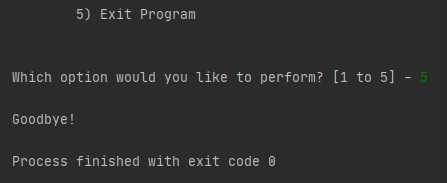 5) Exit Program
Which option would you like to perform? [1 to 5] - 5
Goodbye!
Process finished with exit code 0